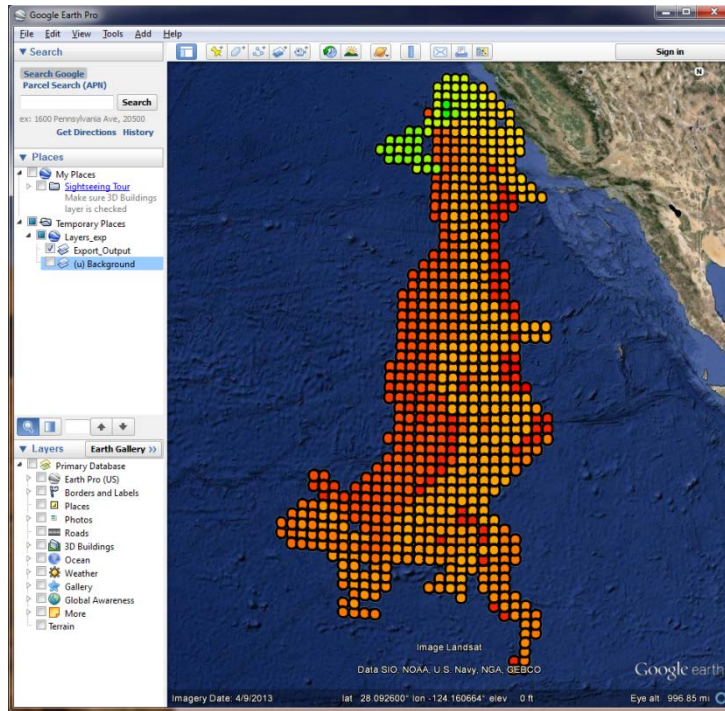 Google Earth Pro
File Edit View Tools Add Help
▼ Search
Sign in
Search Google
Parcel Search (APN)
Search
ex: 1600 Pennsylvania Ave, 20500
Get Directions History
N
▼ Places
My Places
Sightseeing Tour
Make sure 3D Buildings
layer is checked
Temporary Places
Layers_exp
Export_Output
(u) Background
▼ Layers
Earth Gallery >>
Primary Database
Earth Pro (US)
Borders and Labels
Places
Photos
Roads
3D Buildings
Ocean
Weather
Gallery
Global Awareness
More
Terrain
Image Landsat
Data SIO, NOAA, U.S. Navy, NGA, GEBCO
Google earth
Imagery Date: 4/9/2013 lat 28.092600° lon -124.160664° elev 0 ft Eye alt 996.85 mi